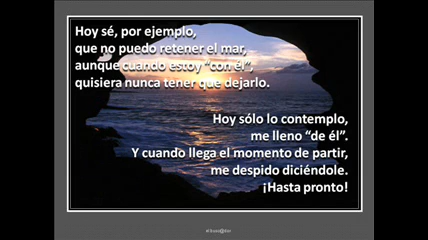 Hoy sé, por ejemplo,
que no puedo retener el mar,
aunque cuando estoy “con él”,
quisiera nunca tener que dejarlo.
Hoy sólo lo contemplo,
me lleno “de él”.
Y cuando llega el momento de partir,
me despido diciéndole.
¡Hasta pronto!